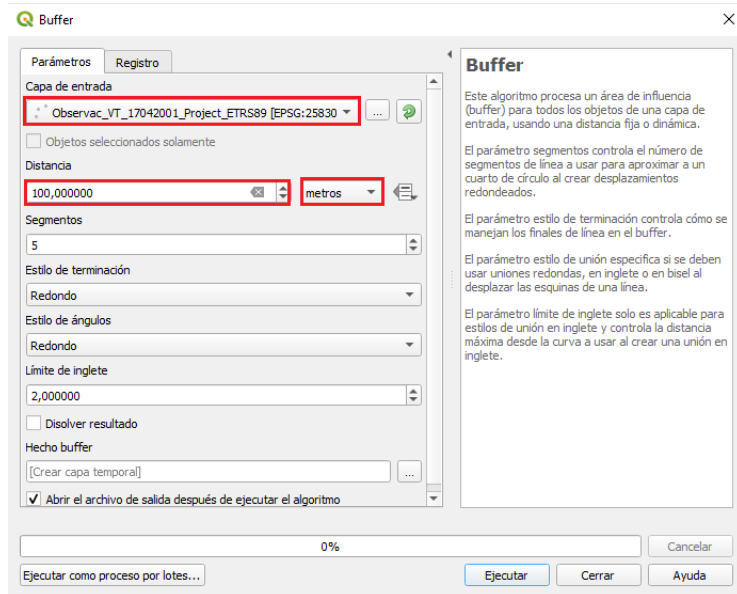 Buffer
Parámetros
Registro
Capa de entrada
Observac_VT_17042001_Project_ETRS89 [EPSG:25830
...
Objetos seleccionados solamente
Distancia
100,000000
metros
Segmentos
5
Estilo de terminación
Redondo
Estilo de ángulos
Redondo
Límite de inglete
2,000000
Disolver resultado
Hecho buffer
[Crear capa temporal]
...
Abrir el archivo de salida después de ejecutar el algoritmo
Buffer
Este algoritmo procesa un área de influencia
(buffer) para todos los objetos de una capa de
entrada, usando una distancia fija o dinámica.
El parámetro segmentos controla el número de
segmentos de línea a usar para aproximar a un
cuarto de círculo al crear desplazamientos
redondeados.
El parámetro estilo de terminación controla cómo se
manejan los finales de línea en el buffer.
El parámetro estilo de unión especifica si se deben
usar uniones redondas, en inglete o en bisel al
desplazar las esquinas de una línea.
El parámetro límite de inglete solo es aplicable para
estilos de unión en inglete y controla la distancia
máxima desde la curva a usar al crear una unión en
inglete.
0%
Cancelar
Ejecutar como proceso por lotes...
Ejecutar
Cerrar
Ayuda